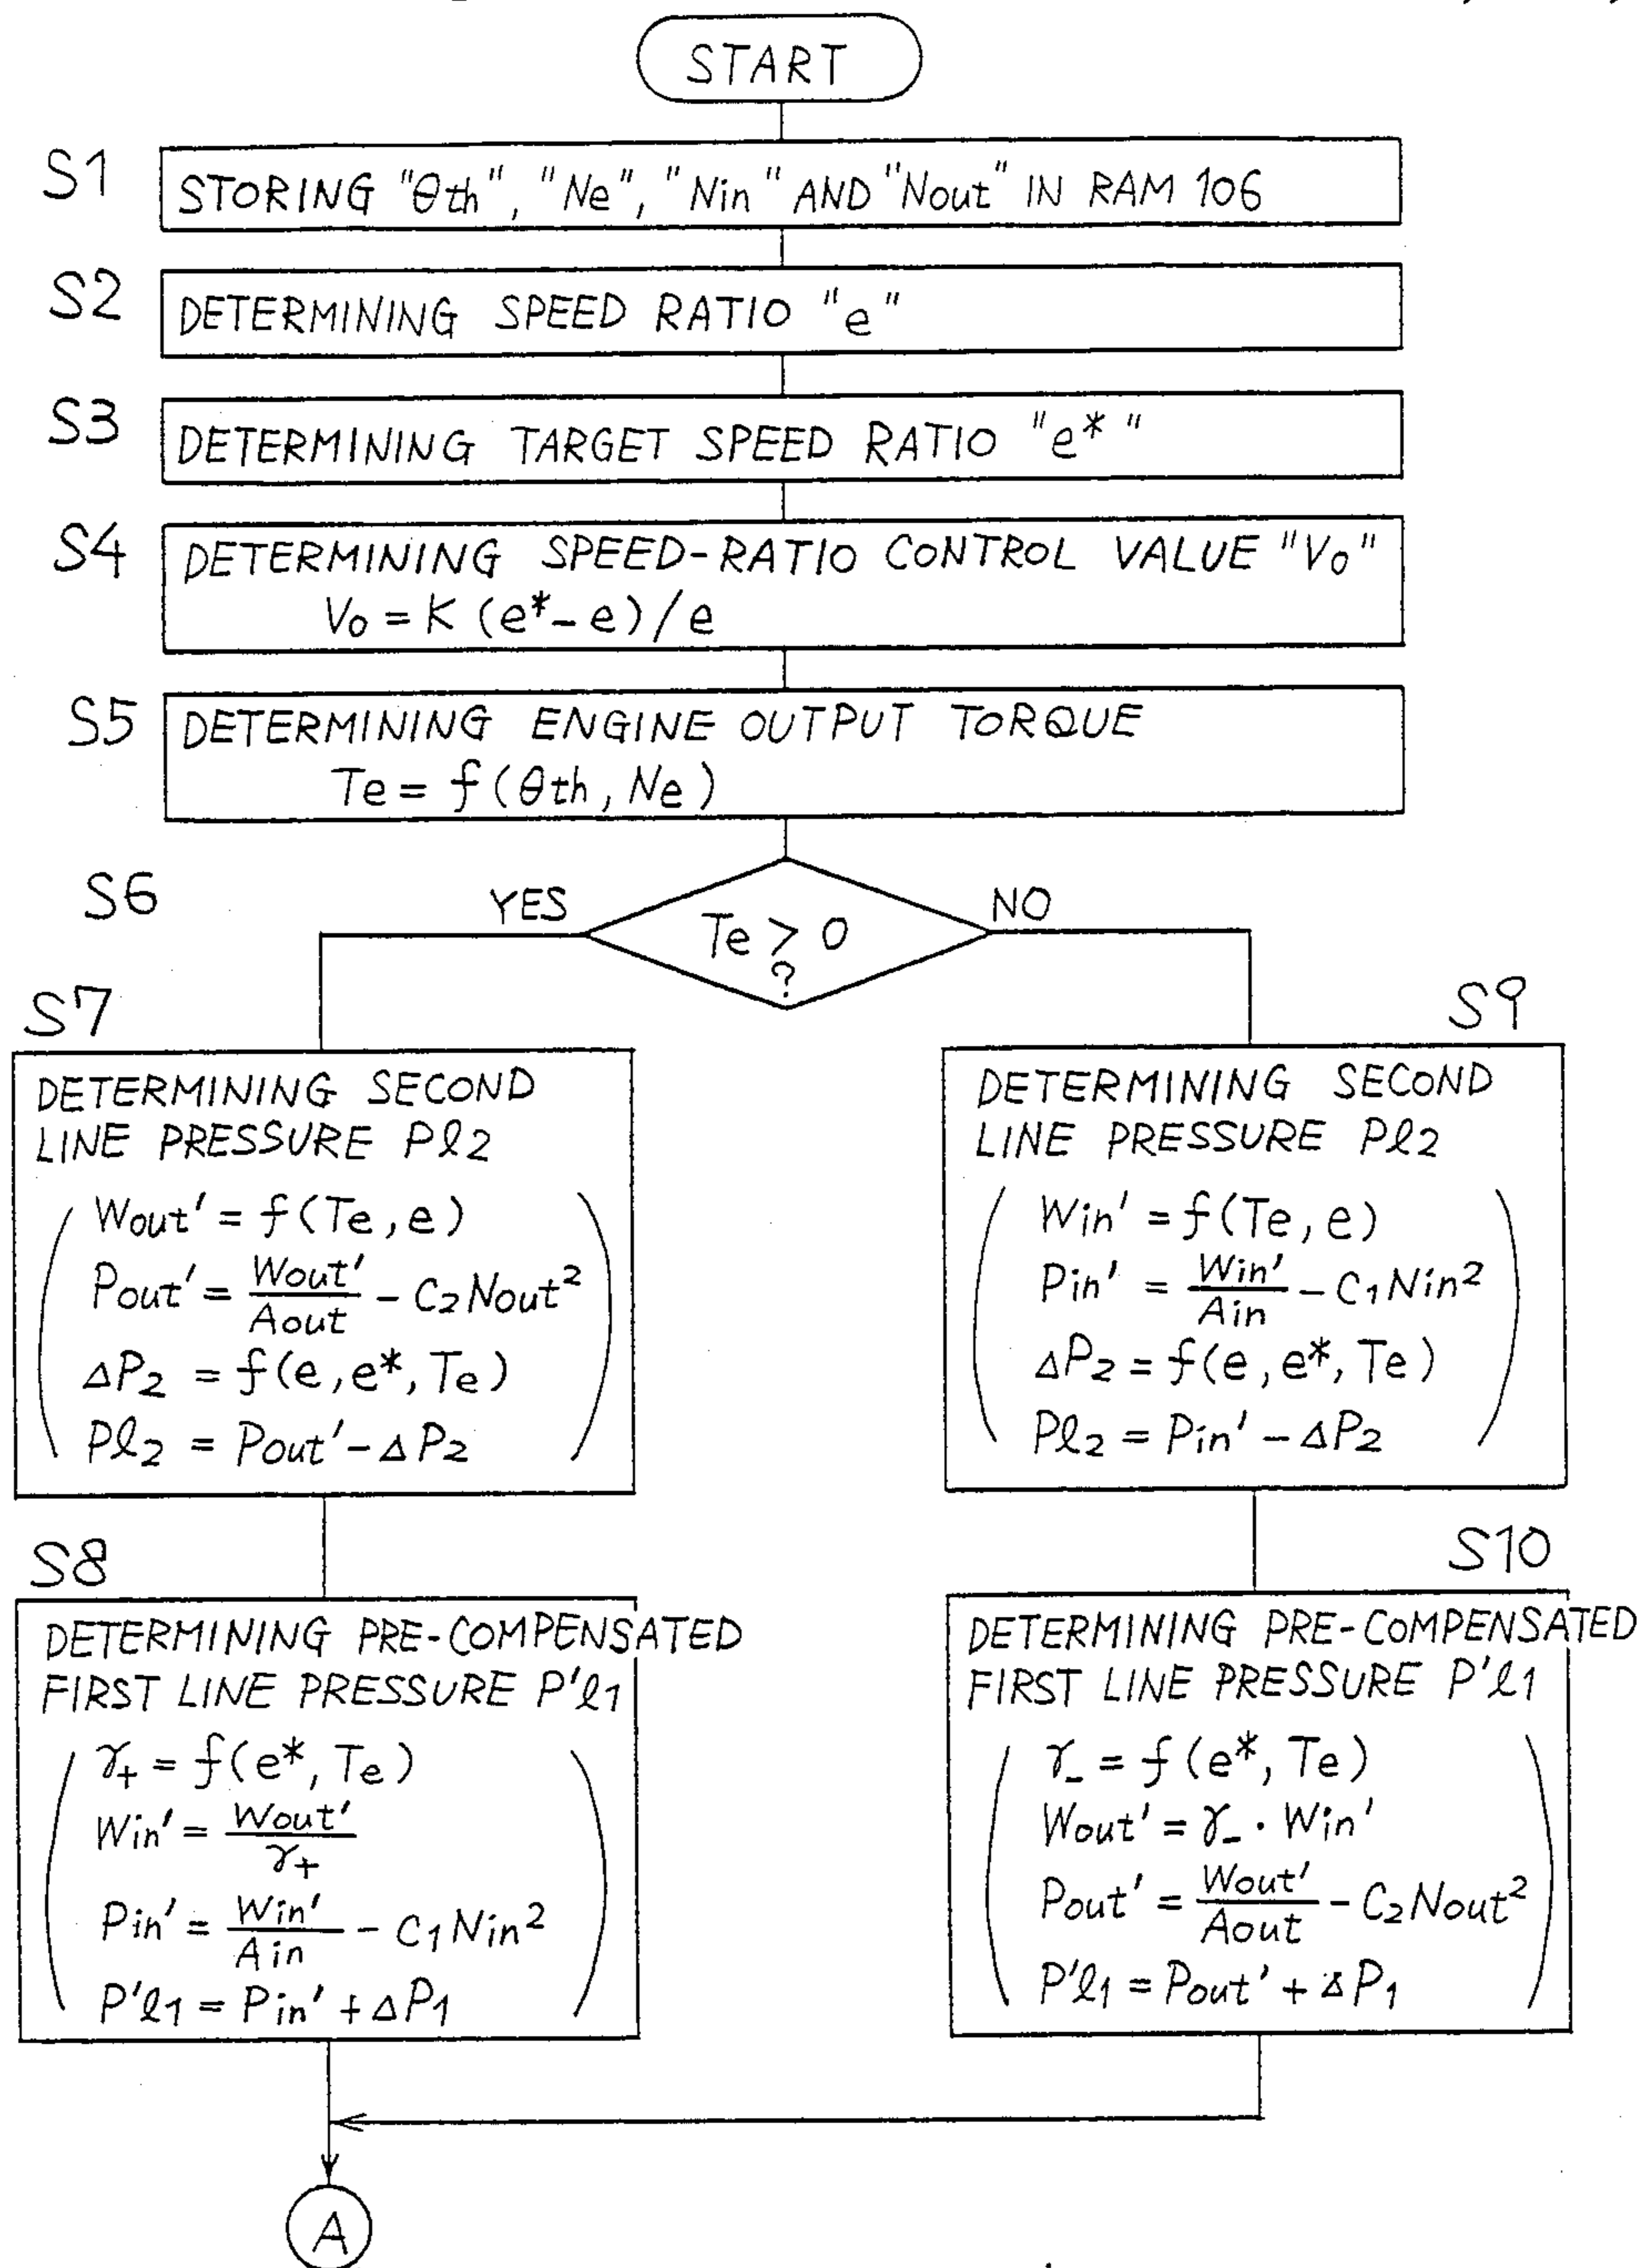 START
S1
STORING "θth", "Ne", "Nin" AND "Nout" IN RAM 106
S2
DETERMINING SPEED RATIO "e"
S3
DETERMINING TARGET SPEED RATIO "e*"
S4
DETERMINING SPEED-RATIO CONTROL VALUE "V₀"
V₀ = K (e* - e) / e
S5
DETERMINING ENGINE OUTPUT TORQUE
Te = f (θth, Ne)
S6
YES
Te > 0
?
NO
S7
DETERMINING SECOND
LINE PRESSURE Pℓ2
Wout' = f(Te, e)
Pout' = Wout'/Aout - C₂Nout²
ΔP₂ = f(e, e*, Te)
Pℓ₂ = Pout' - ΔP₂
S8
DETERMINING PRE-COMPENSATED
FIRST LINE PRESSURE P'ℓ1
γ₊ = f(e*, Te)
Win' = Wout'/γ₊
Pin' = Win'/Ain - C₁Nin²
P'ℓ1 = Pin' + ΔP₁
S9
DETERMINING SECOND
LINE PRESSURE Pℓ2
Win' = f(Te, e)
Pin' = Win'/Ain - C₁Nin²
ΔP₂ = f(e, e*, Te)
Pℓ₂ = Pin' - ΔP₂
S10
DETERMINING PRE-COMPENSATED
FIRST LINE PRESSURE P'ℓ1
γ₋ = f (e*, Te)
Wout' = γ₋ · Win'
Pout' = Wout'/Aout - C₂Nout²
P'ℓ1 = Pout' + ΔP₁
A